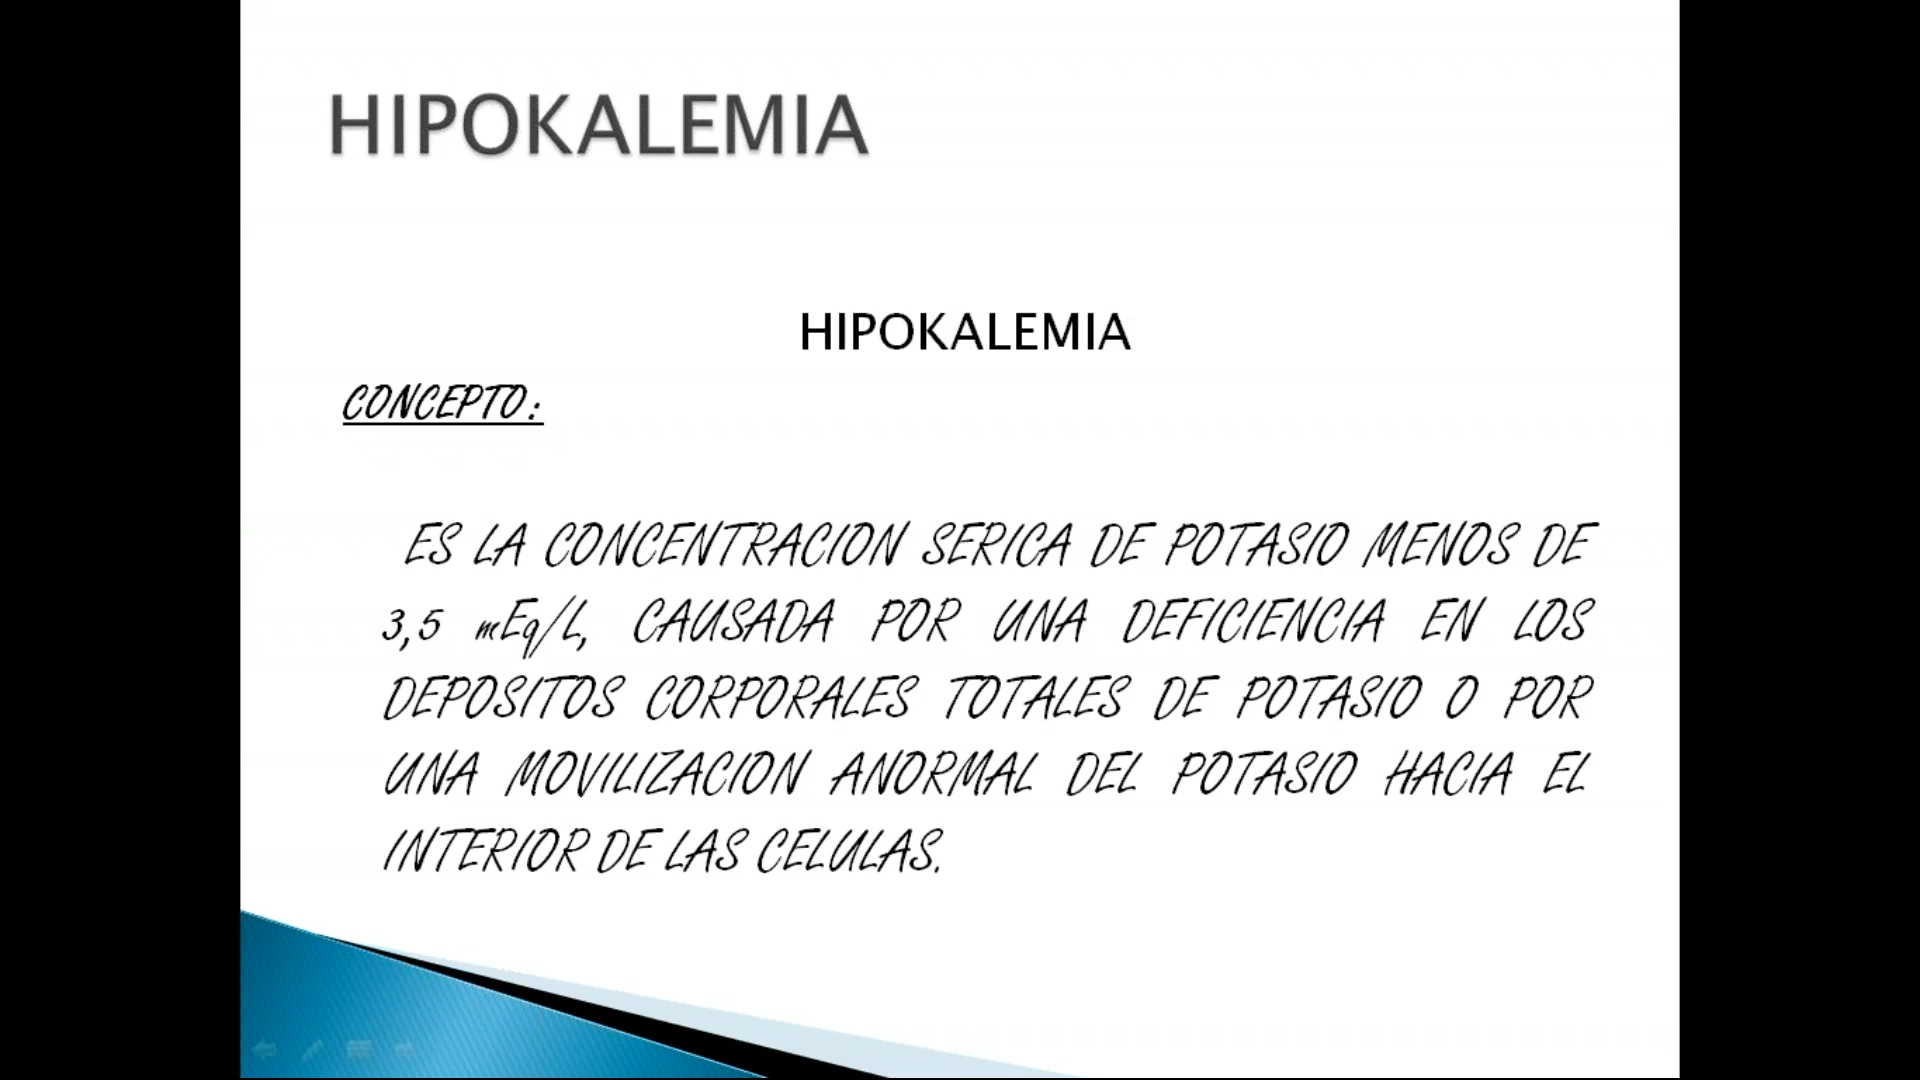 HIPOKALEMIA
HIPOKALEMIA
CONCEPTO:
ES LA CONCENTRACION SERICA DE POTASIO MENOS DE
3,5 mEq/L, CAUSADA POR UNA DEFICIENCIA EN LOS
DEPOSITOS CORPORALES TOTALES DE POTASIO O POR
UNA MOVILIZACION ANORMAL DEL POTASIO HACIA EL
INTERIOR DE LAS CELULAS.